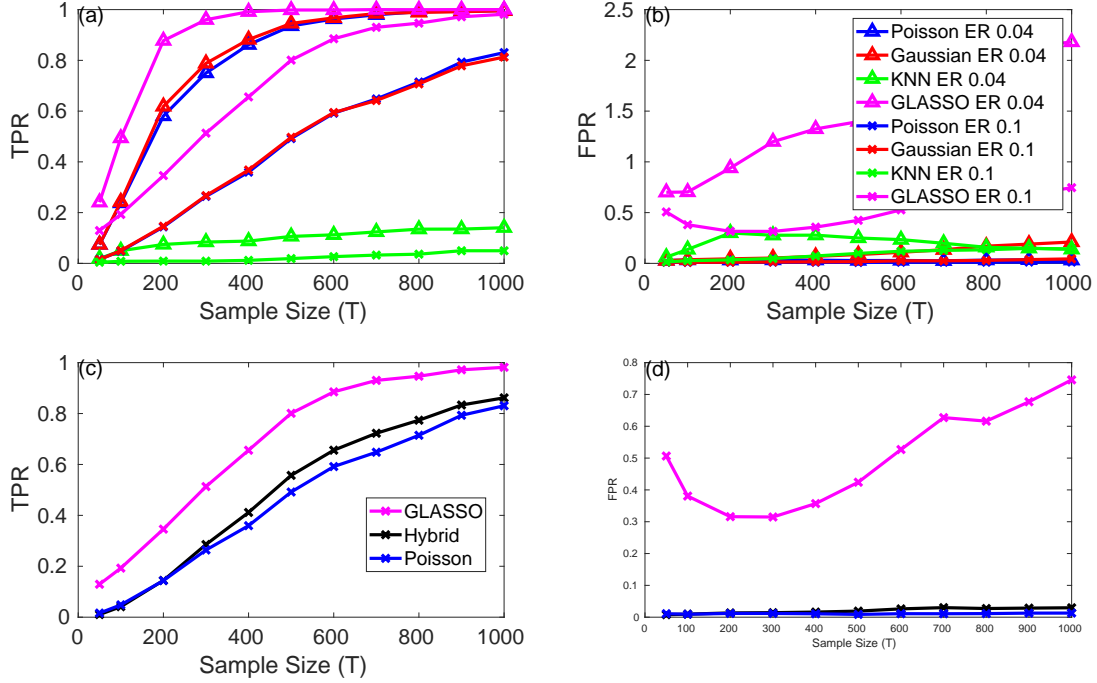 (a)
TPR
1
0.8
0.6
0.4
0.2
0
0 200 400 600 800 1000
Sample Size (T)
(b)
FPR
2.5
2
1.5
1
0.5
0
0 200 400 600 800 1000
Sample Size (T)
Poisson ER 0.04
Gaussian ER 0.04
KNN ER 0.04
GLASSO ER 0.04
Poisson ER 0.1
Gaussian ER 0.1
KNN ER 0.1
GLASSO ER 0.1
(c)
TPR
1
0.8
0.6
0.4
0.2
0
0 200 400 600 800 1000
Sample Size (T)
GLASSO
Hybrid
Poisson
(d)
FPR
0.8
0.7
0.6
0.5
0.4
0.3
0.2
0.1
0
0 100 200 300 400 500 600 700 800 900 1000
Sample Size (T)